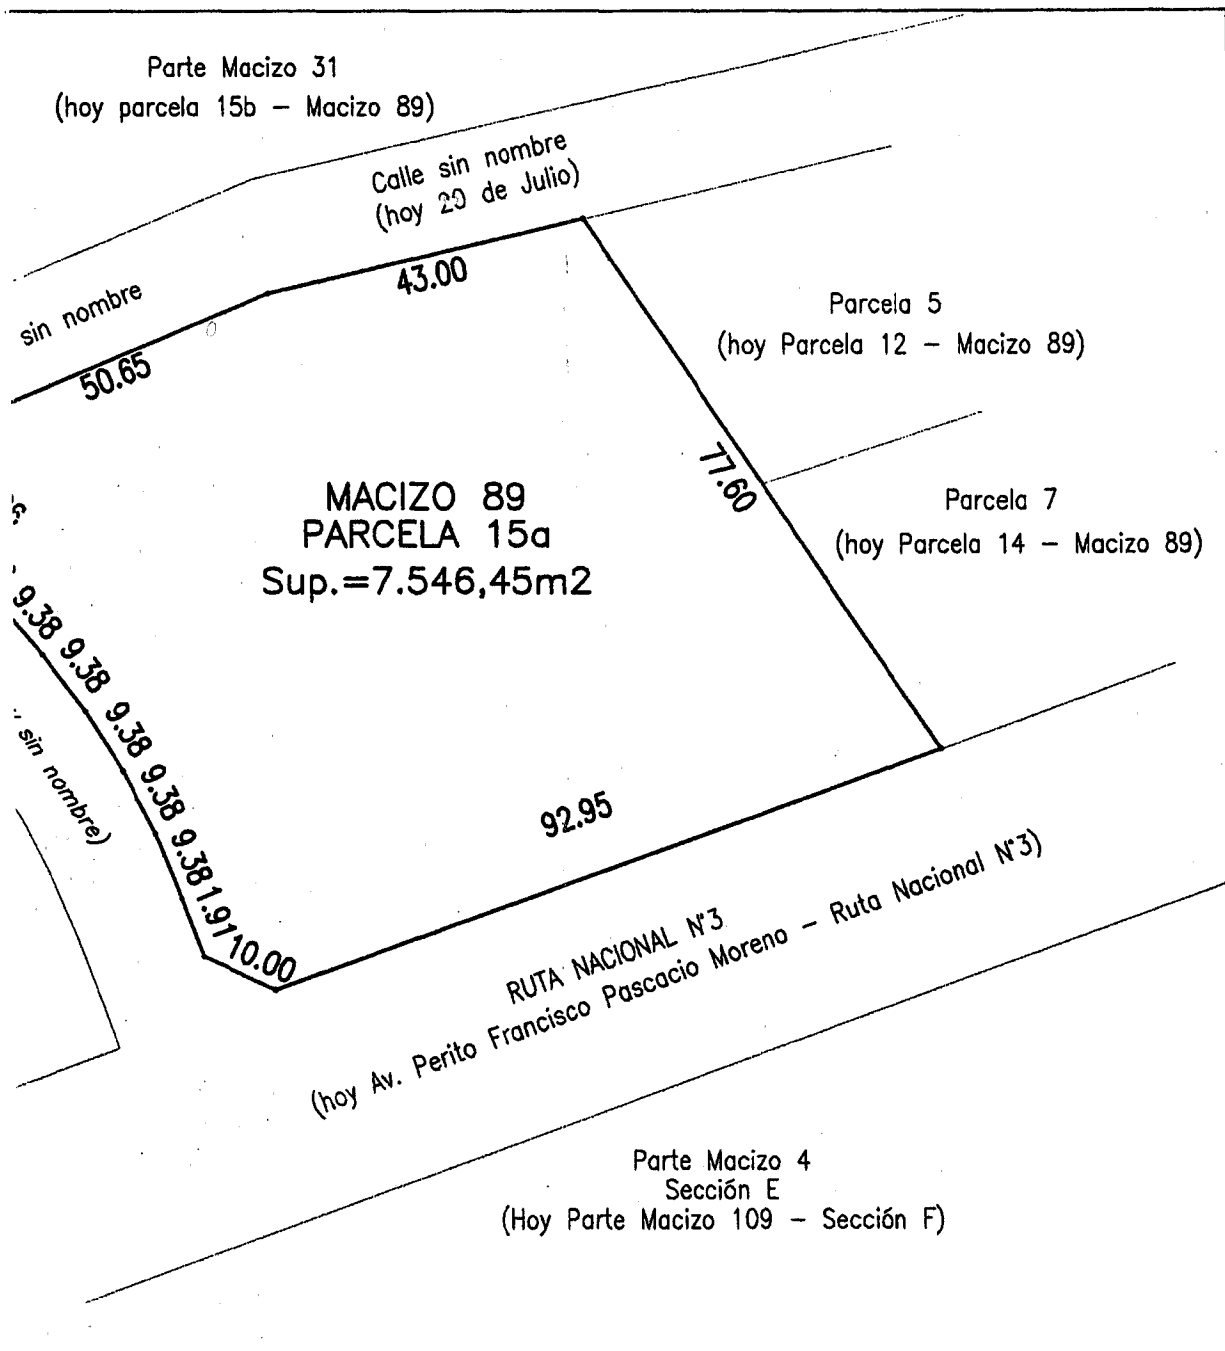 Parte Macizo 31
(hoy parcela 15b – Macizo 89)
Calle sin nombre
(hoy 20 de Julio)
43.00
sin nombre
50.65
Parcela 5
(hoy Parcela 12 – Macizo 89)
77.60
MACIZO 89
PARCELA 15a
Sup.=7.546,45m2
Parcela 7
(hoy Parcela 14 – Macizo 89)
9.38
9.38
9.38
9.38
9.38
1.91
10.00
sin nombre)
92.95
RUTA NACIONAL N°3
(hoy Av. Perito Francisco Pascacio Moreno – Ruta Nacional N°3)
Parte Macizo 4
Sección E
(Hoy Parte Macizo 109 – Sección F)